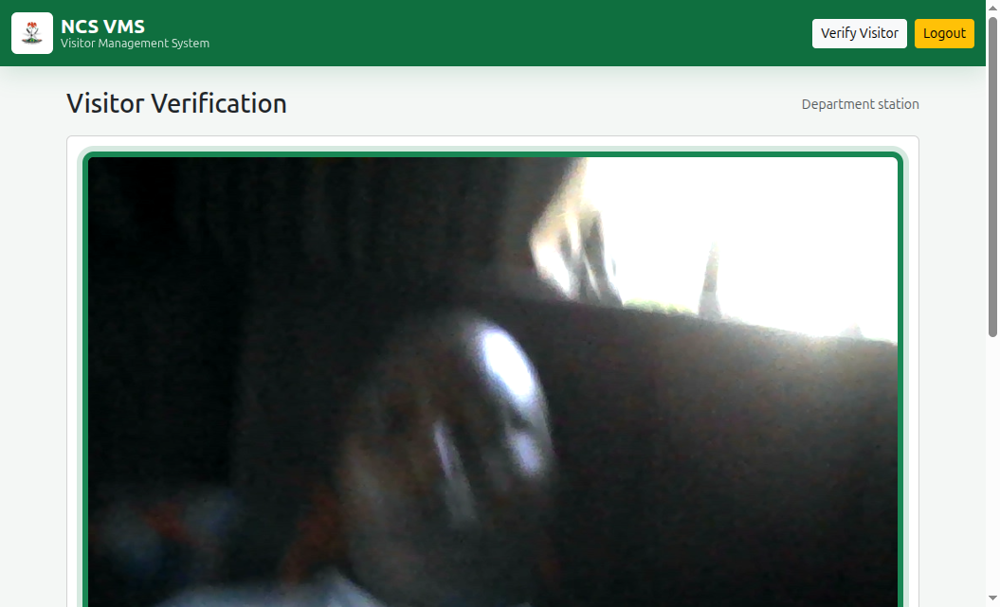 NCS VMS
Visitor Management System
Verify Visitor
Logout
Visitor Verification
Department station